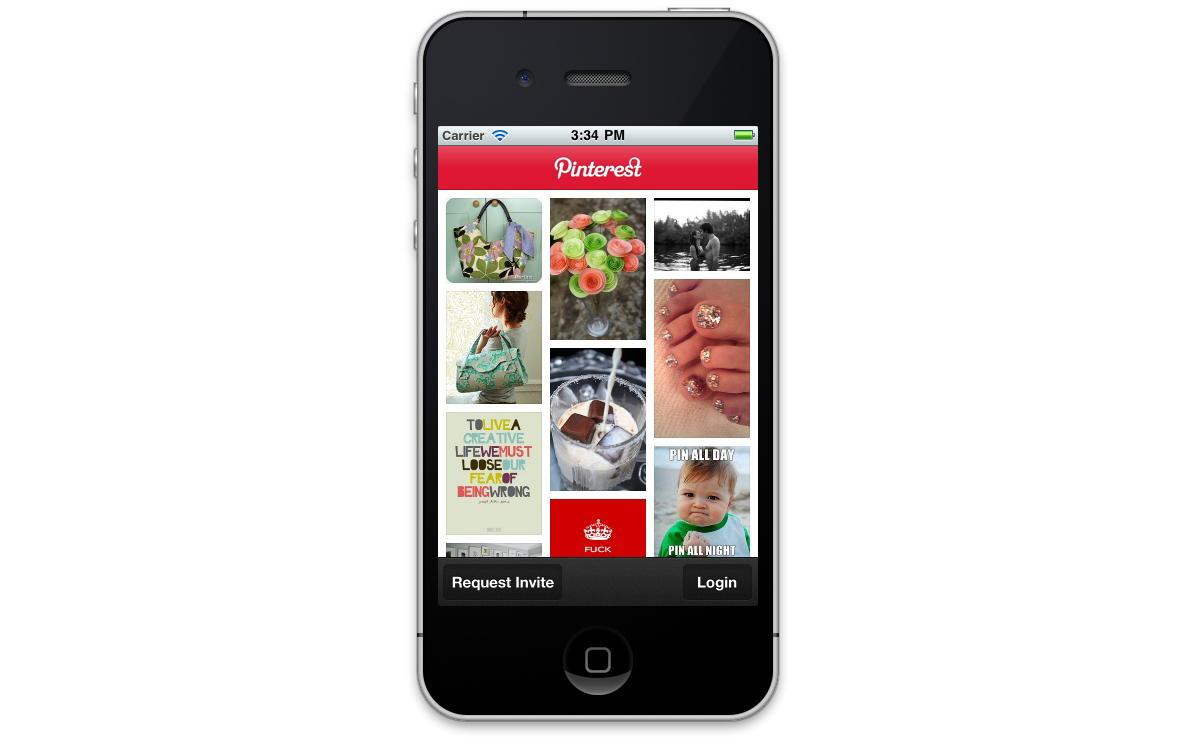 Carrier
3:34 PM
Pinterest
TO LIVE A
CREATIVE
LIFE WE MUST
LOOSE OUR
FEAR OF
BEING WRONG
FUCK
PIN ALL DAY
PIN ALL NIGHT
Request Invite
Login